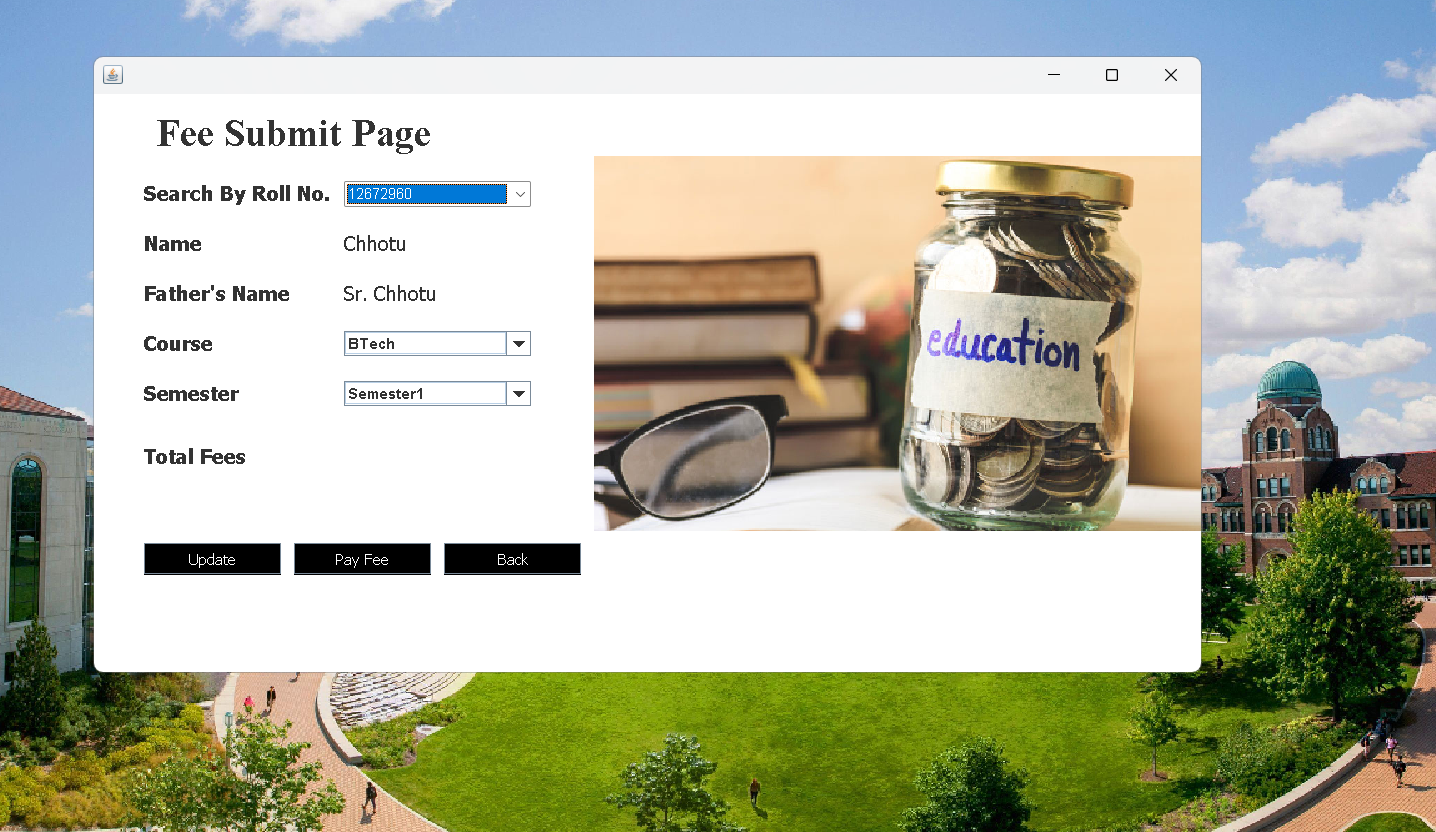 Fee Submit Page
Search By Roll No. 12672960
Name Chhotu
Father's Name Sr. Chhotu
Course BTech
Semester Semester1
Total Fees
education
Update Pay Fee Back